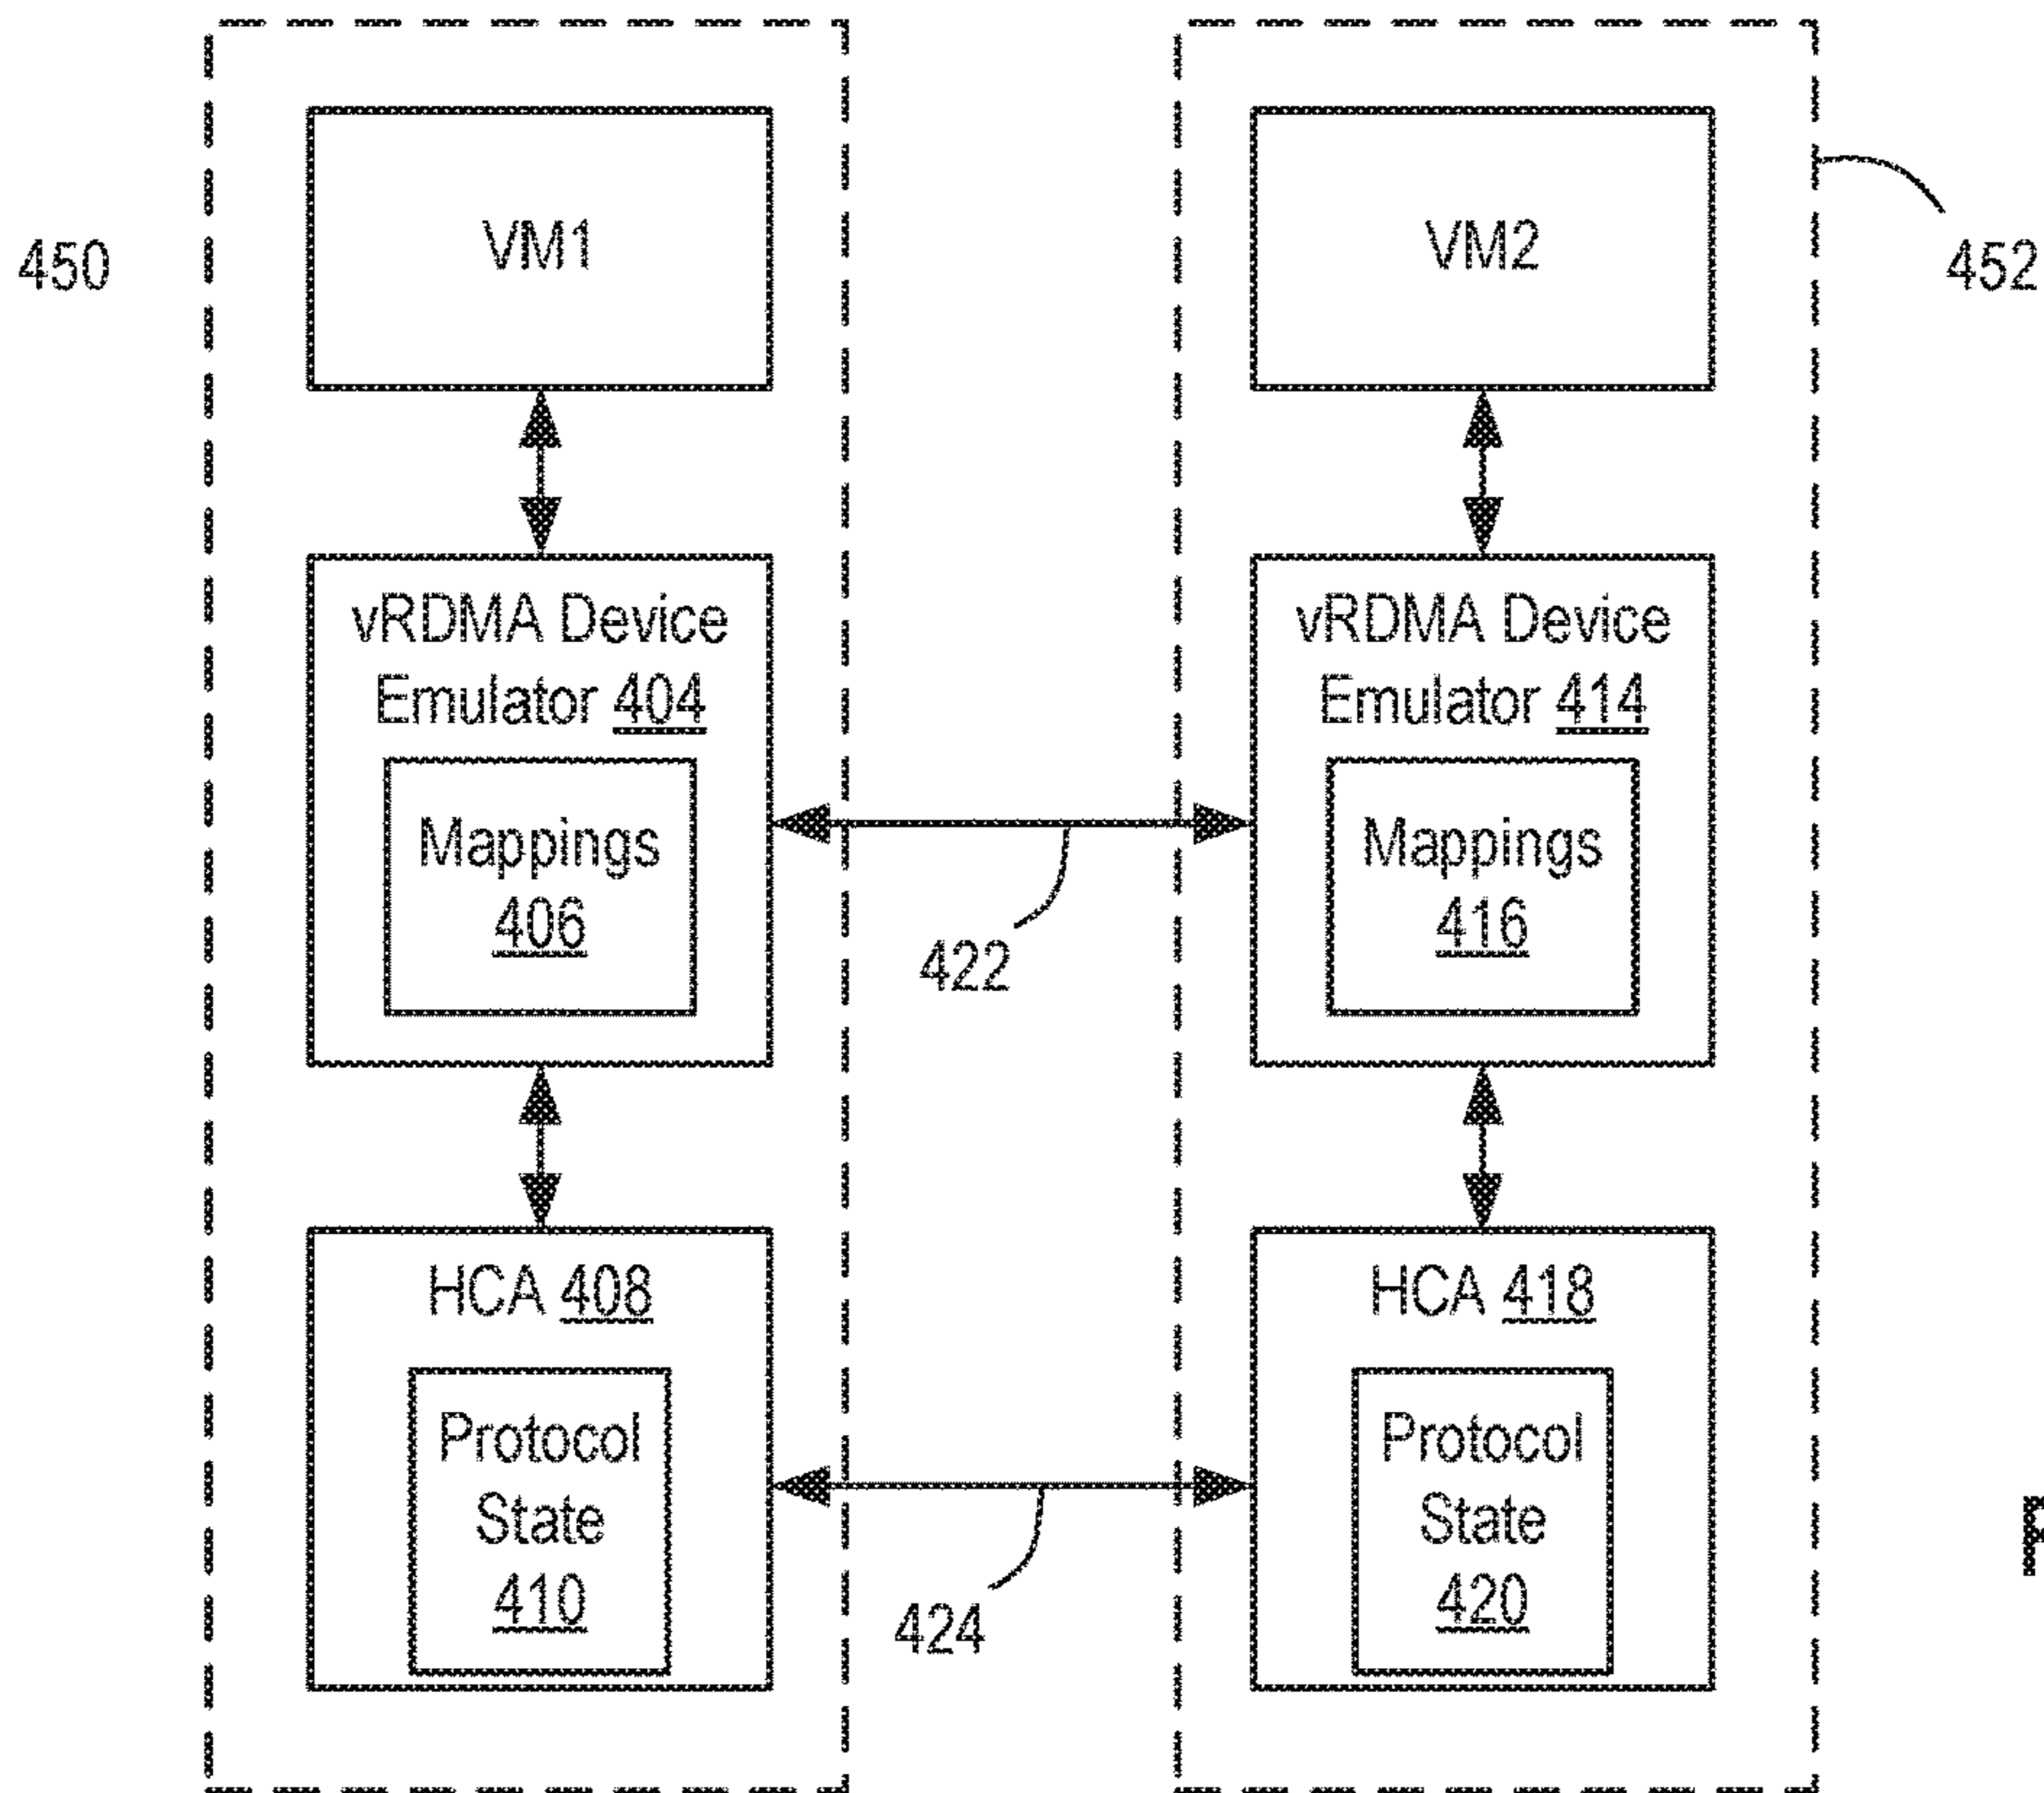 VM1
VM2
450
452
vRDMA Device
Emulator 404
vRDMA Device
Emulator 414
Mappings
406
Mappings
416
422
HCA 408
HCA 418
Protocol
State
410
Protocol
State
420
424